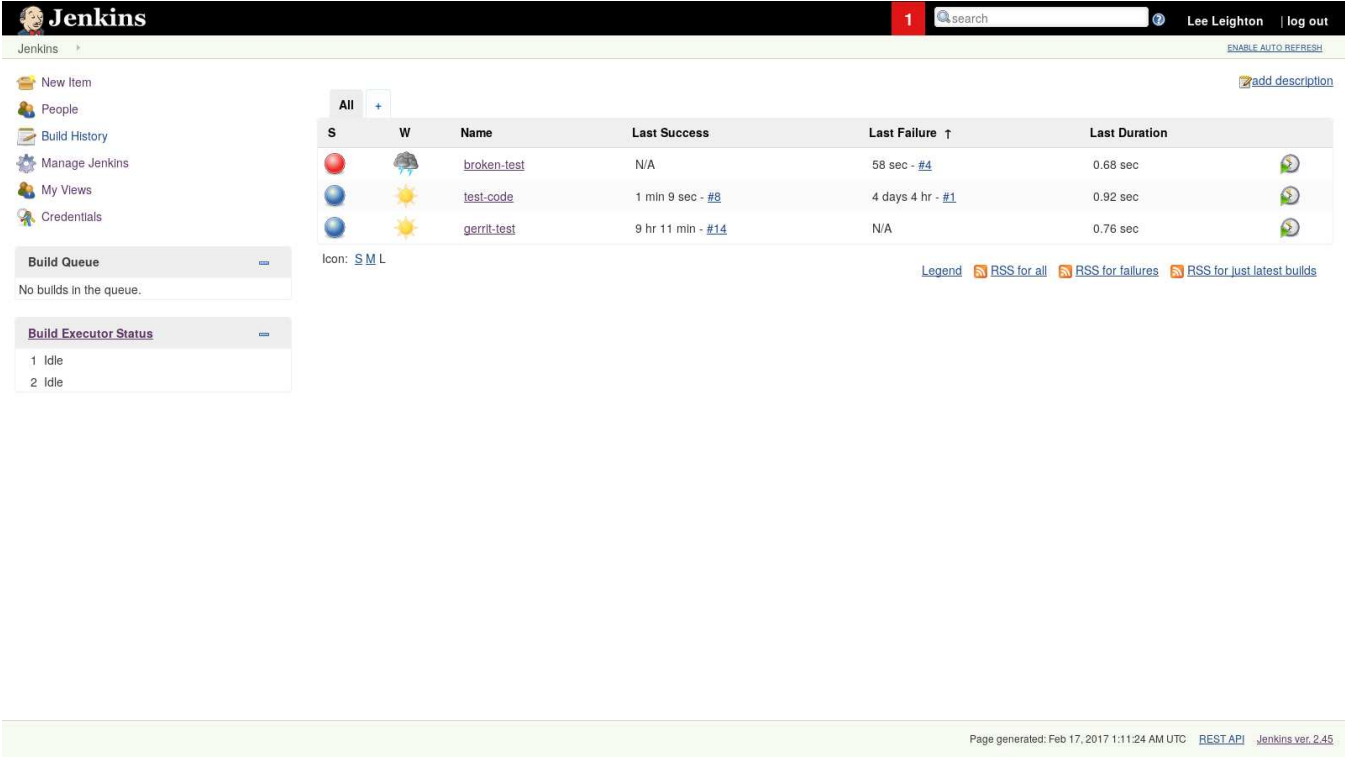 Jenkins 1 search Lee Leighton | log out
Jenkins ENABLE AUTO REFRESH
New Item
People
Build History
Manage Jenkins
My Views
Credentials
Build Queue
No builds in the queue.
Build Executor Status
1 Idle
2 Idle
add description
All +
S W Name Last Success Last Failure ↑ Last Duration
broken-test N/A 58 sec - #4 0.68 sec
test-code 1 min 9 sec - #8 4 days 4 hr - #1 0.92 sec
gerrit-test 9 hr 11 min - #14 N/A 0.76 sec
Icon: S M L
Legend RSS for all RSS for failures RSS for just latest builds
Page generated: Feb 17, 2017 1:11:24 AM UTC REST API Jenkins ver. 2.45